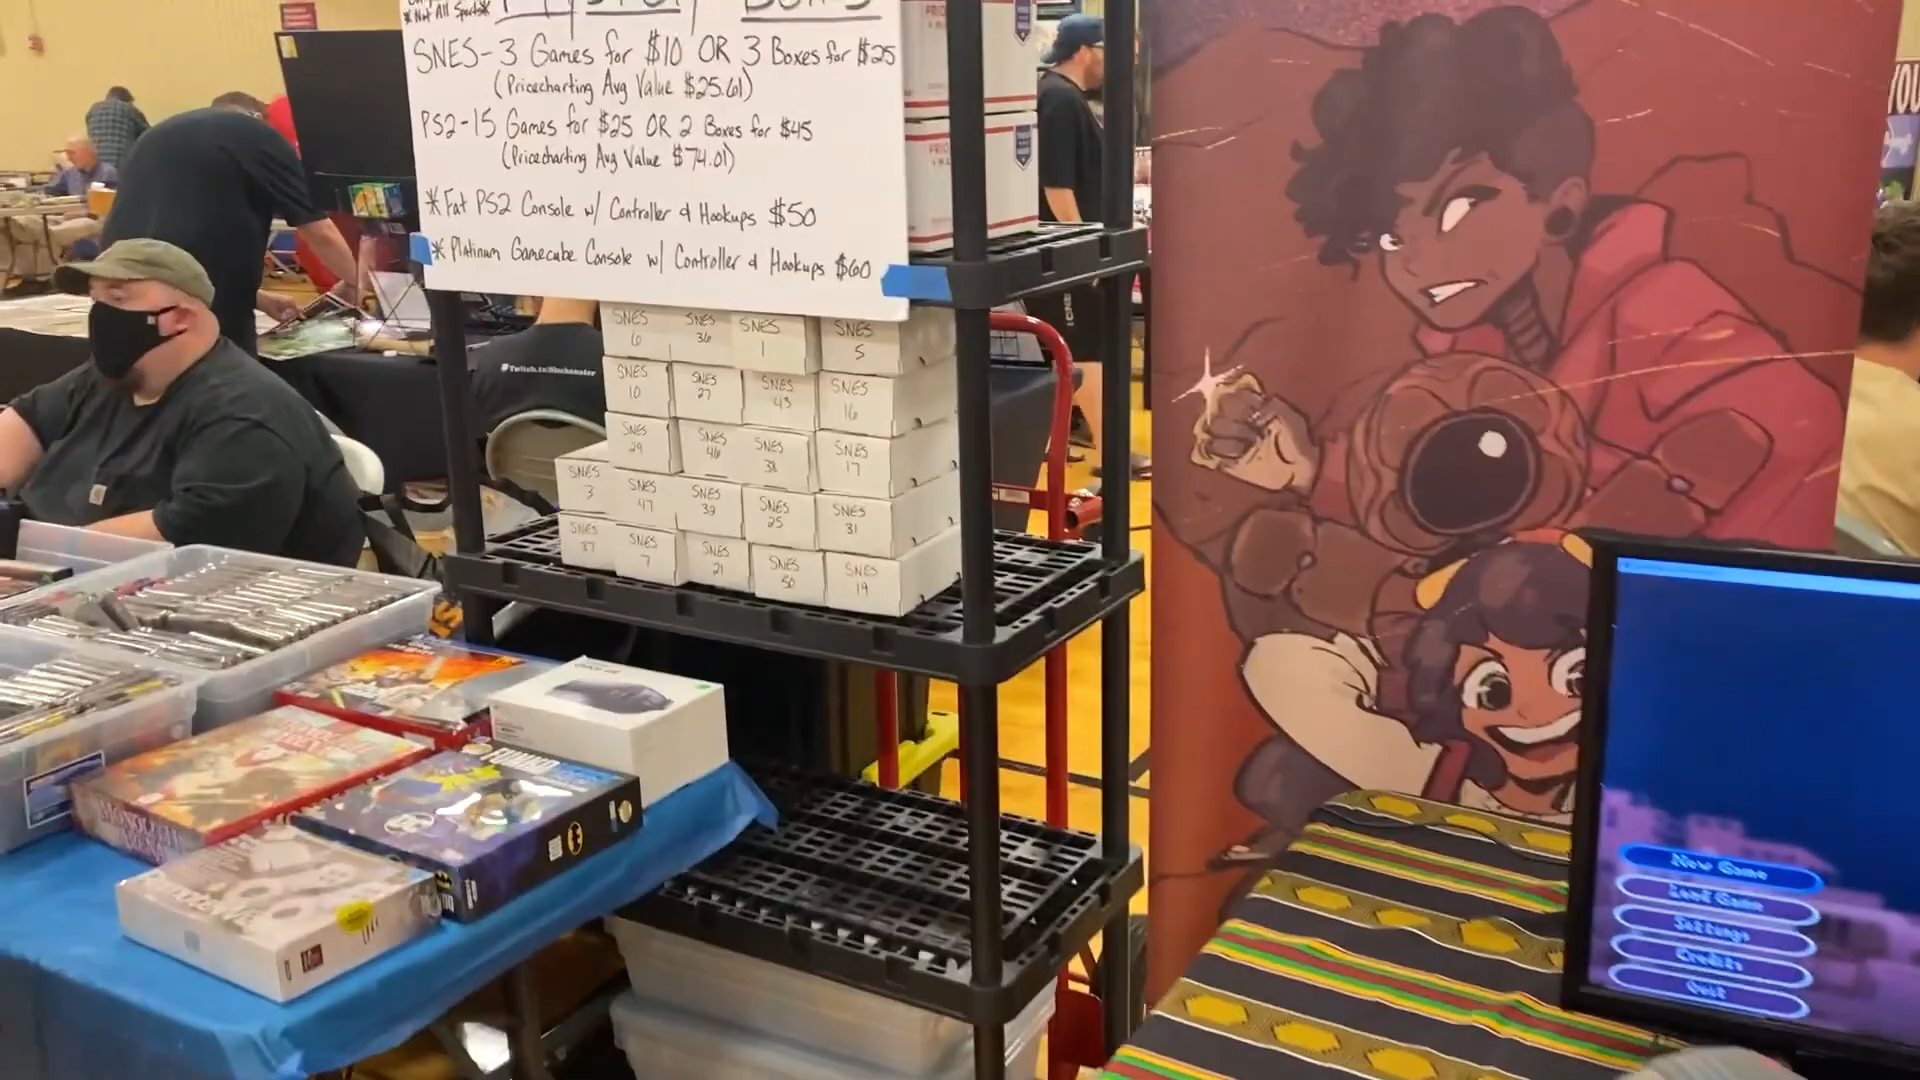 *Not All Sports*
SNES-3 Games for $10 OR 3 Boxes for $25
(Pricecharting Avg Value $25.61)
PS2-15 Games for $25 OR 2 Boxes for $45
(Pricecharting Avg Value $74.01)
*Fat PS2 Console w/ Controller & Hookups $50
*Platinum Gamecube Console w/ Controller & Hookups $60
SNES 6
SNES 36
SNES 1
SNES 5
SNES 10
SNES 27
SNES 43
SNES 16
SNES 29
SNES 46
SNES 38
SNES 17
SNES 3
SNES 47
SNES 32
SNES 25
SNES 31
SNES 37
SNES 7
SNES 21
SNES 50
SNES 19
New Game
Load Game
Settings
Credits
Quit
YOU